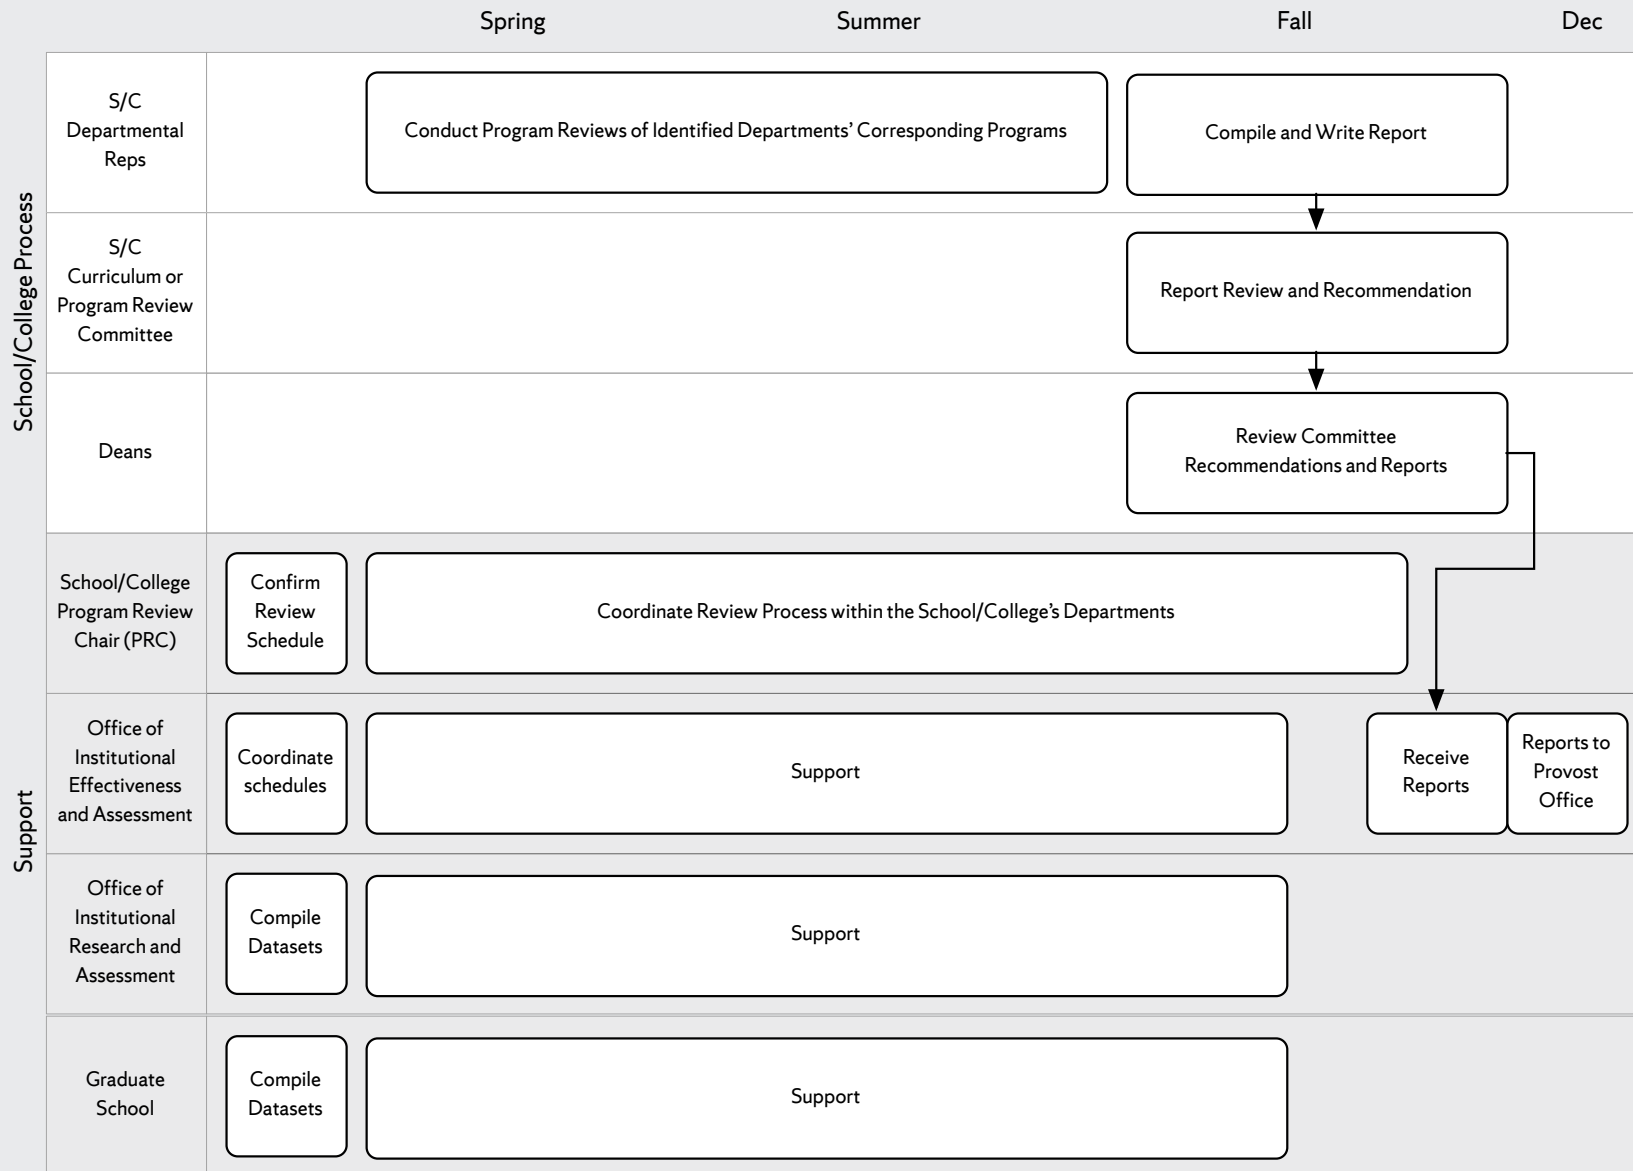 Spring Summer Fall Dec
School/College Process
S/C
Departmental
Reps
Conduct Program Reviews of Identified Departments’ Corresponding Programs
Compile and Write Report
S/C
Curriculum or
Program Review
Committee
Report Review and Recommendation
Deans
Review Committee
Recommendations and Reports
Support
School/College
Program Review
Chair (PRC)
Confirm
Review
Schedule
Coordinate Review Process within the School/College’s Departments
Office of
Institutional
Effectiveness
and Assessment
Coordinate
schedules
Support
Receive
Reports
Reports to
Provost
Office
Office of
Institutional
Research and
Assessment
Compile
Datasets
Support
Graduate
School
Compile
Datasets
Support